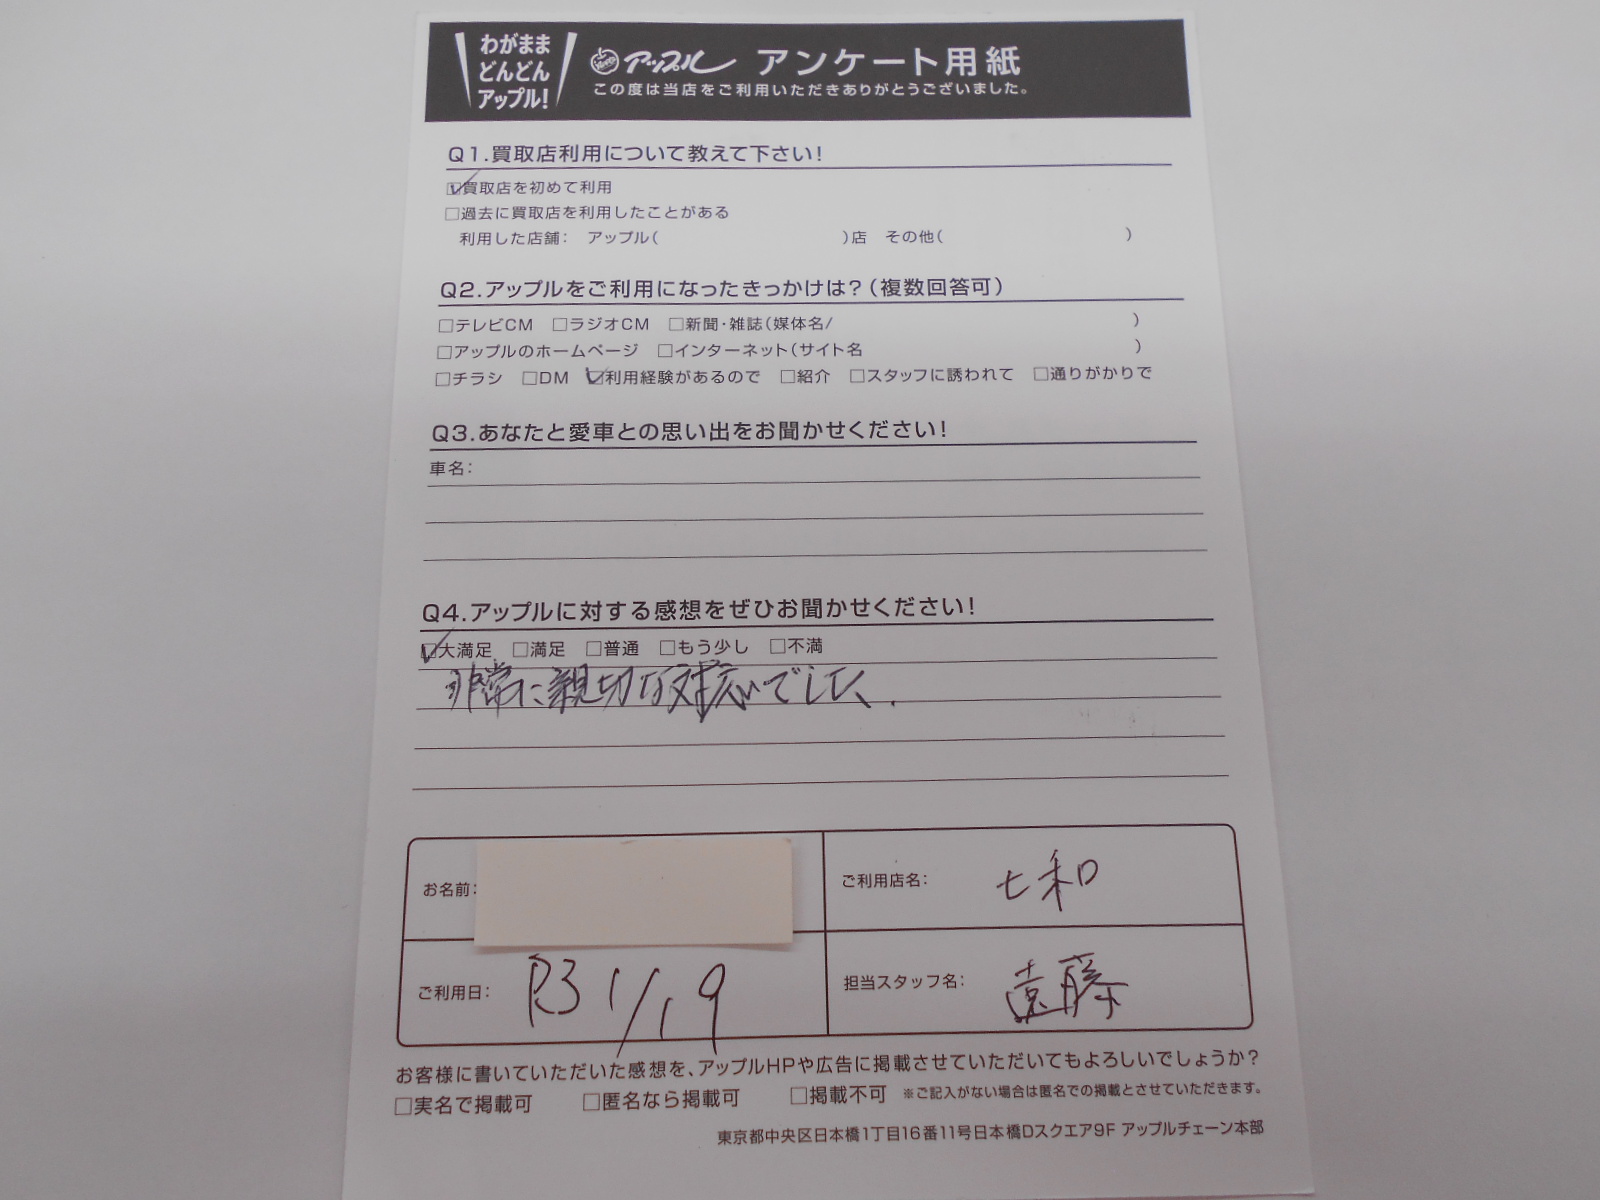 わがまま
どんどん
アップル!
アップル アンケート用紙
この度は当店をご利用いただきありがとうございました。
Q1.買取店利用について教えて下さい!
☑買取店を初めて利用
□過去に買取店を利用したことがある
利用した店舗: アップル( )店 その他( )
Q2.アップルをご利用になったきっかけは?(複数回答可)
□テレビCM □ラジオCM □新聞・雑誌(媒体名/ )
□アップルのホームページ □インターネット(サイト名 )
□チラシ □DM ☑利用経験があるので □紹介 □スタッフに誘われて □通りがかりで
Q3.あなたと愛車との思い出をお聞かせください!
車名:
Q4.アップルに対する感想をぜひお聞かせください!
☑大満足 □満足 □普通 □もう少し □不満
非常に親切な対応でした.
お名前:
ご利用店名: 七和
ご利用日: R3 1/19
担当スタッフ名: 遠藤
お客様に書いていただいた感想を、アップルHPや広告に掲載させていただいてもよろしいでしょうか?
□実名で掲載可 □匿名なら掲載可 □掲載不可 ※ご記入がない場合は匿名での掲載とさせていただきます。
東京都中央区日本橋1丁目16番11号日本橋Dスクエア9F アップルチェーン本部